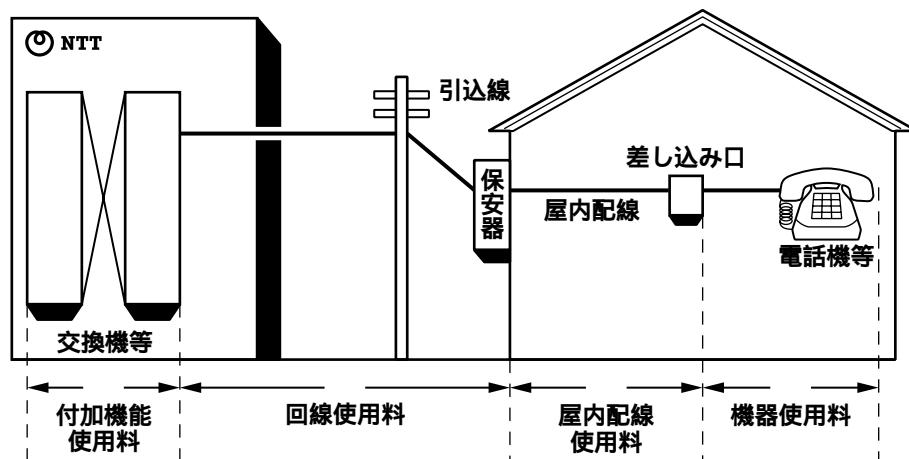 NTT
引込線
差し込み口
保安器
屋内配線
電話機等
交換機等
付加機能
使用料
回線使用料
屋内配線
使用料
機器使用料